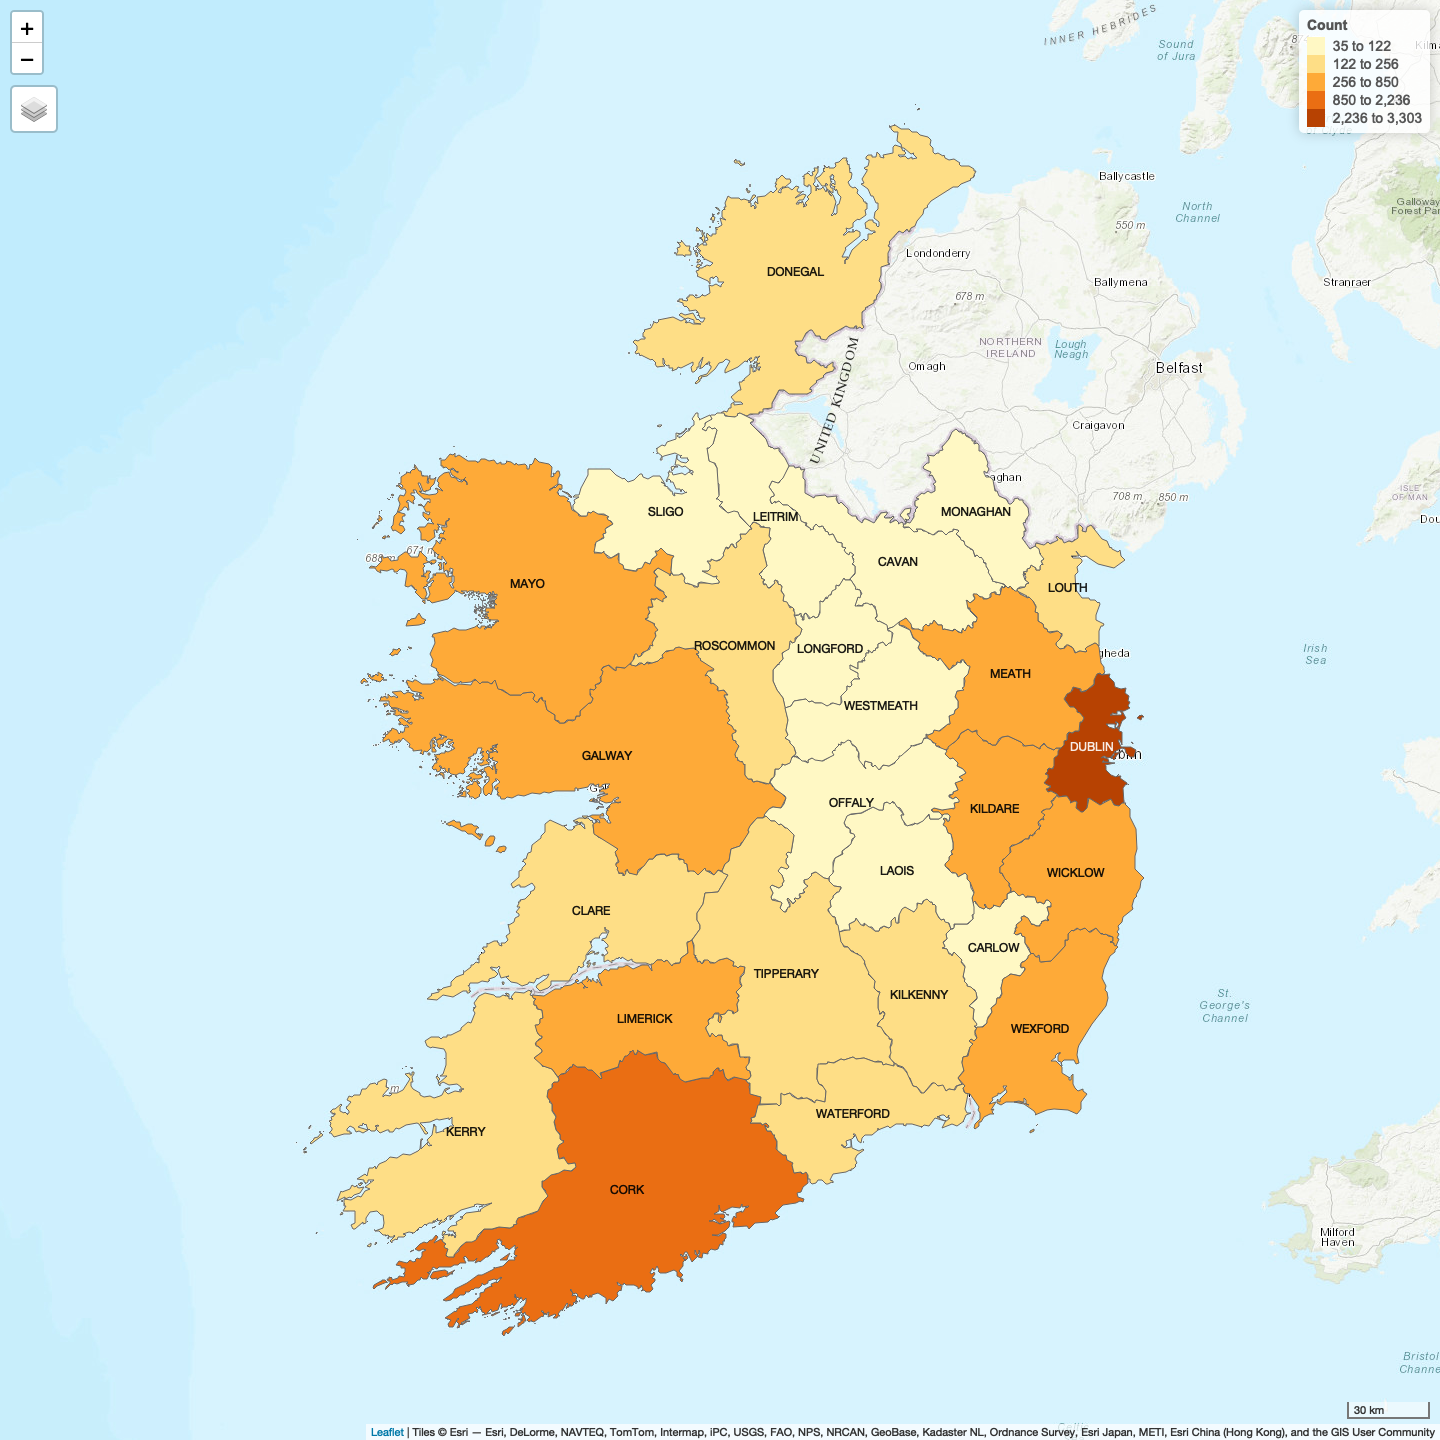 +
−
INNER HEBRIDES
Sound
of Jura
Count
35 to 122
122 to 256
256 to 850
850 to 2,236
2,236 to 3,303
Ballycastle
North
Channel
Galloway
Forest Par
550 m
Londonderry
DONEGAL
Ballymena
Stranraer
678 m
NORTHERN
IRELAND
Lough
Neagh
UNITED KINGDOM
Omagh
Belfast
Craigavon
aghan
708 m
850 m
ISLE
OF MAN
Dou
SLIGO
LEITRIM
MONAGHAN
688 m
671 m
CAVAN
MAYO
LOUTH
ROSCOMMON
LONGFORD
gheda
Irish
Sea
MEATH
WESTMEATH
DUBLIN
blin
GALWAY
OFFALY
KILDARE
LAOIS
WICKLOW
CLARE
CARLOW
TIPPERARY
KILKENNY
St.
George's
Channel
LIMERICK
WEXFORD
m
WATERFORD
KERRY
CORK
Milford
Haven
Bristol
Channe
30 km
Leaflet | Tiles © Esri — Esri, DeLorme, NAVTEQ, TomTom, Intermap, iPC, USGS, FAO, NPS, NRCAN, GeoBase, Kadaster NL, Ordnance Survey, Esri Japan, METI, Esri China (Hong Kong), and the GIS User Community